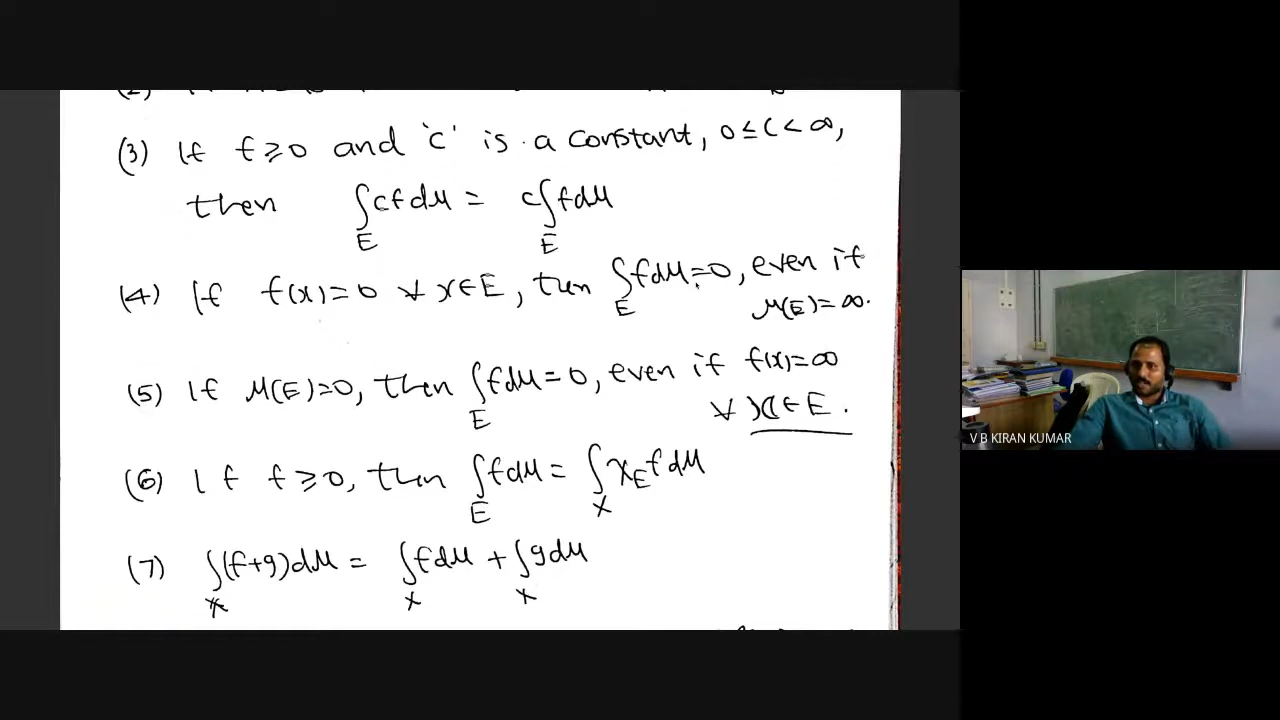 (3) If f ≥ 0 and 'c' is a constant, 0 ≤ c < ∞,
then ∫_E cf dμ = c∫_E f dμ
(4) If f(x) = 0 ∀ x ∈ E, then ∫_E f dμ = 0, even if
μ(E) = ∞.
(5) If μ(E) = 0, then ∫_E f dμ = 0, even if f(x) = ∞
∀ x ∈ E.
(6) If f ≥ 0, then ∫_E f dμ = ∫_X χ_E f dμ
(7) ∫_X (f+g) dμ = ∫_X f dμ + ∫_X g dμ
V B KIRAN KUMAR